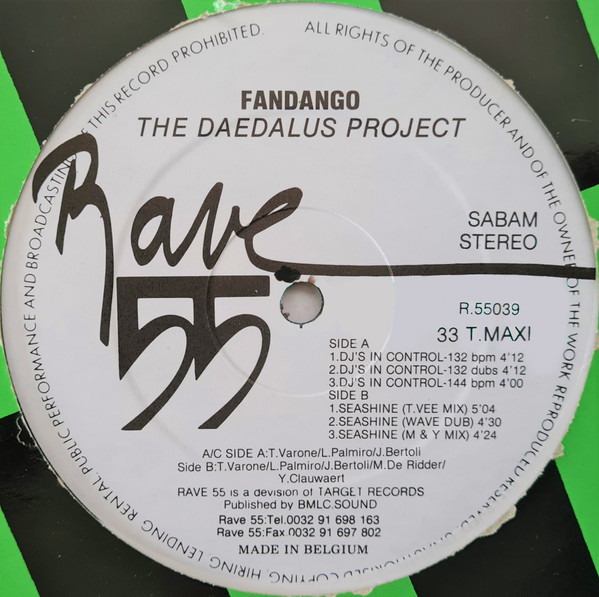 FANDANGO
THE DAEDALUS PROJECT
Rave
55
SABAM
STEREO
R.55039
33 T.MAXI
SIDE A
1.DJ'S IN CONTROL-132 bpm 4'12
2.DJ'S IN CONTROL-132 dubs 4'12
3.DJ'S IN CONTROL-144 bpm 4'00
SIDE B
1.SEASHINE (T.VEE MIX) 5'04
2.SEASHINE (WAVE DUB) 4'30
3.SEASHINE (M & Y MIX) 4'24
A/C SIDE A:T.Varone/L.Palmiro/J.Bertoli
Side B:T.Varone/L.Palmiro/J.Bertoli/M.De Ridder/
Y.Clauwaert
RAVE 55 is a devision of TARGET RECORDS
Published by BMLC.SOUND
Rave 55:Tel.0032 91 698 163
Rave 55:Fax.0032 91 697 802
MADE IN BELGIUM
ALL RIGHTS OF THE PRODUCER AND OF THE OWNER OF THE WORK REPRODUCED RESERVED. COPYING, HIRING, LENDING, RENTAL, PUBLIC PERFORMANCE AND BROADCASTING OF THIS RECORD PROHIBITED.